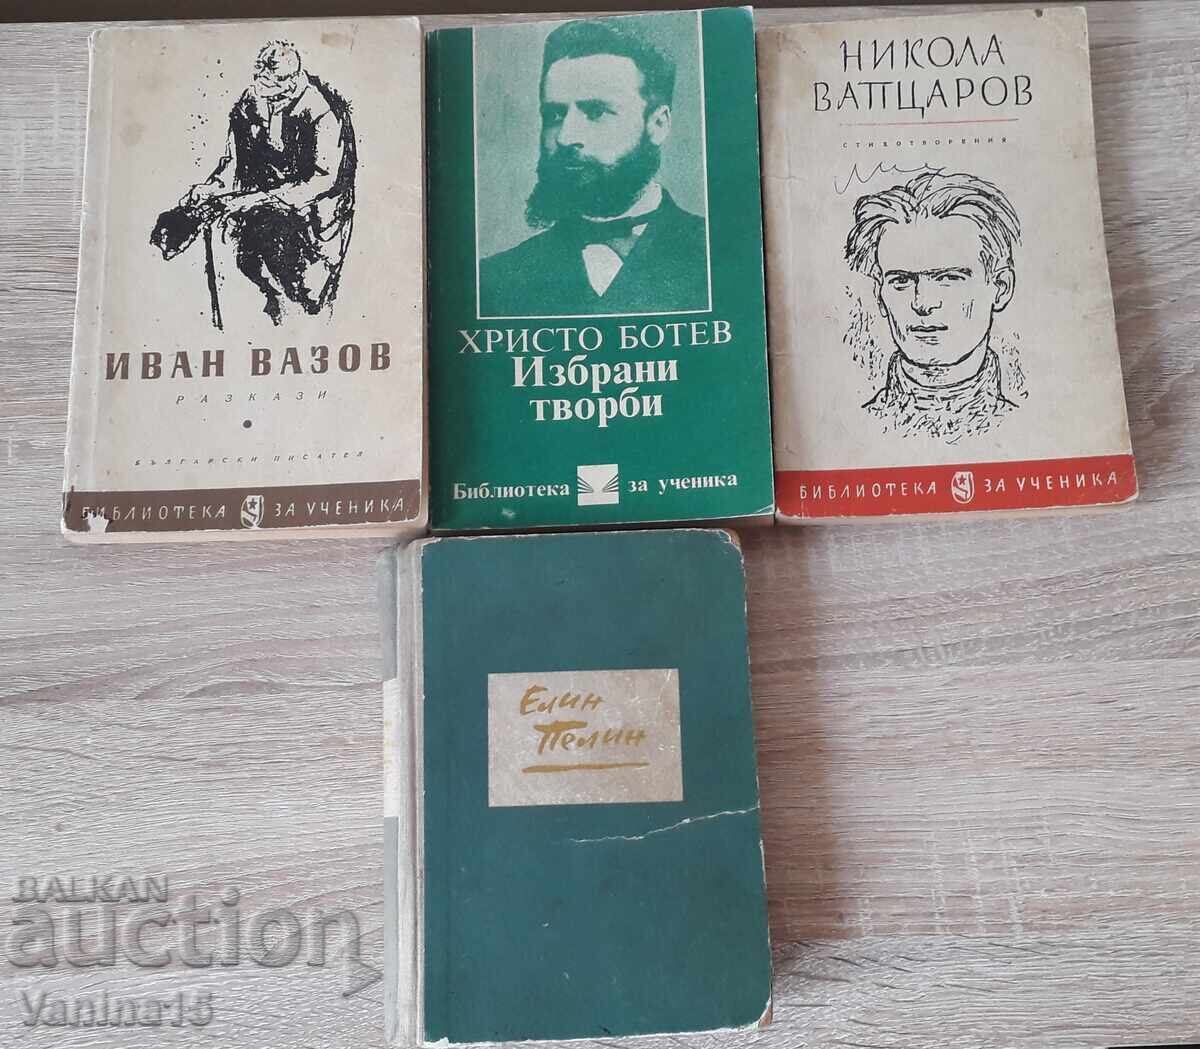 ИВАН ВАЗОВ
РАЗКАЗИ
БЪЛГАРСКИ ПИСАТЕЛ
БИБЛИОТЕКА ЗА УЧЕНИКА
ХРИСТО БОТЕВ
Избрани
творби
Библиотека за ученика
НИКОЛА
ВАПЦАРОВ
СТИХОТВОРЕНИЯ
БИБЛИОТЕКА ЗА УЧЕНИКА
Елин
Пелин
BALKAN
auction
Vanina15